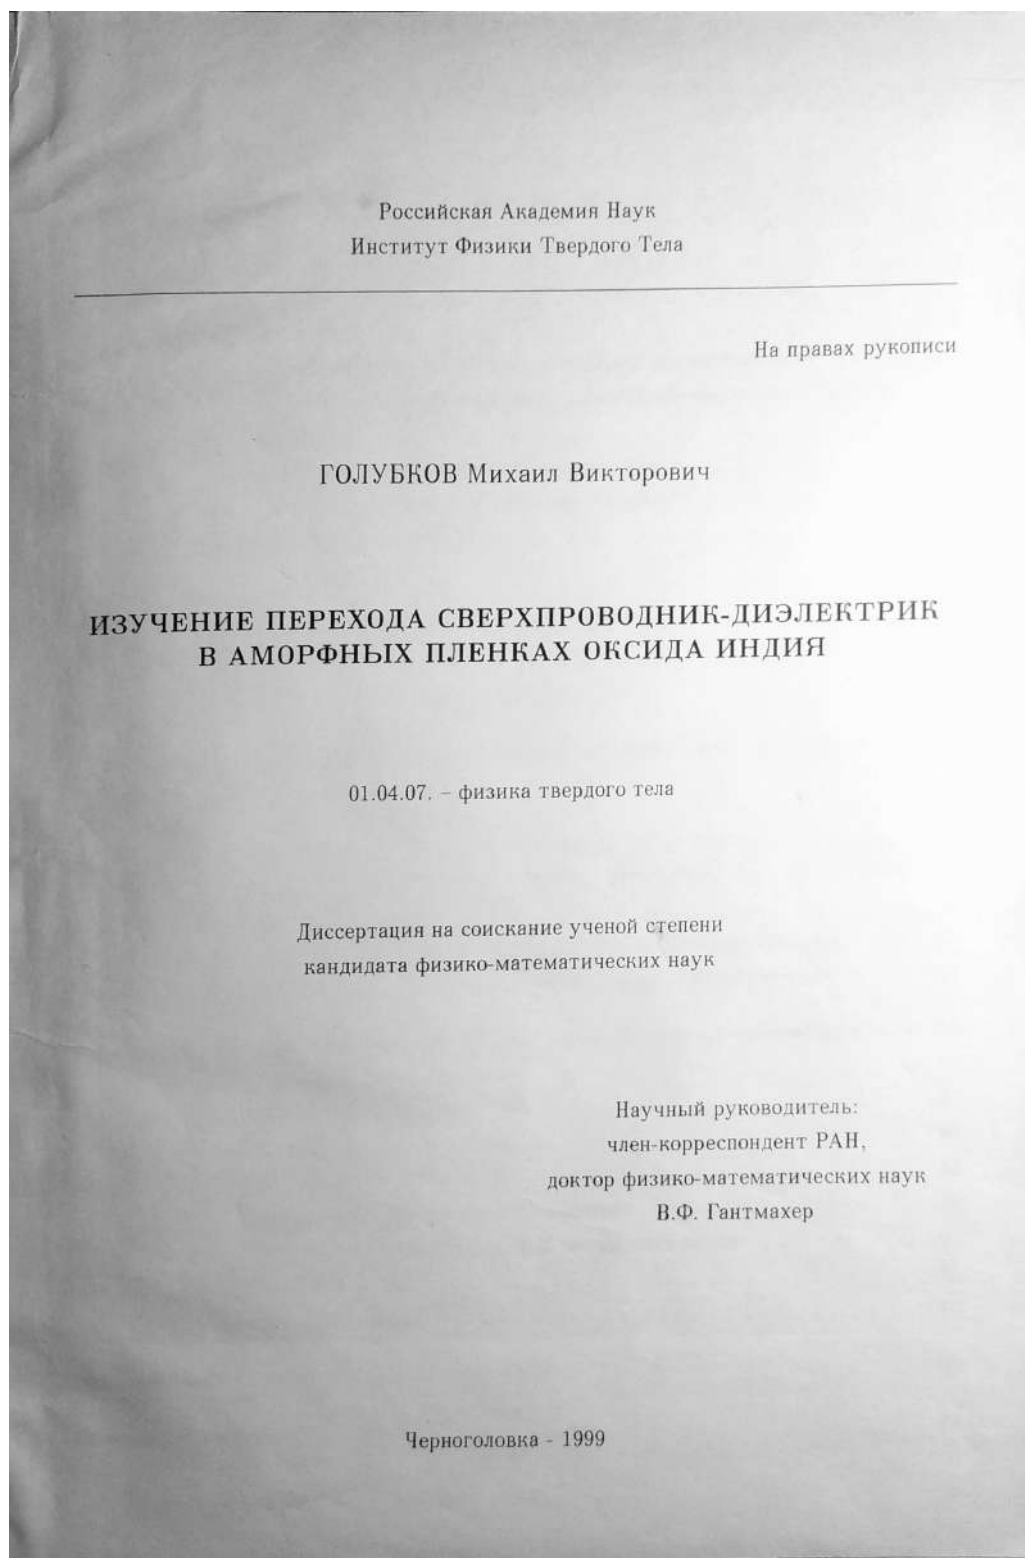 Российская Академия Наук
Институт Физики Твердого Тела
На правах рукописи
ГОЛУБКОВ Михаил Викторович
ИЗУЧЕНИЕ ПЕРЕХОДА СВЕРХПРОВОДНИК-ДИЭЛЕКТРИК
В АМОРФНЫХ ПЛЕНКАХ ОКСИДА ИНДИЯ
01.04.07. – физика твердого тела
Диссертация на соискание ученой степени
кандидата физико-математических наук
Научный руководитель:
член-корреспондент РАН,
доктор физико-математических наук
В.Ф. Гантмахер
Черноголовка - 1999